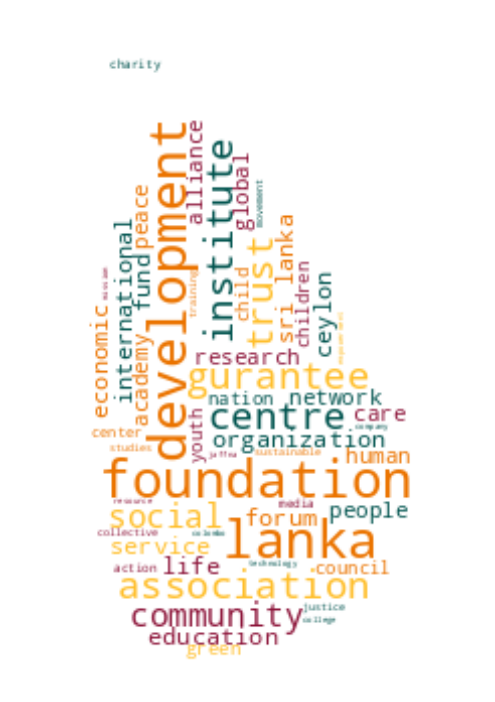 charity
development
alliance
institute
global
movement
peace
international
fund
trust
sri lanka
child
training
children
ceylon
mission
economic
academy
research
gurantee
nation
network
youth
centre
care
company
center
organization
studies
jaffna
sustainable
human
foundation
resource
media
social
forum
people
collective
colombo
lanka
service
action
life
technology
council
association
community
justice
college
education
green